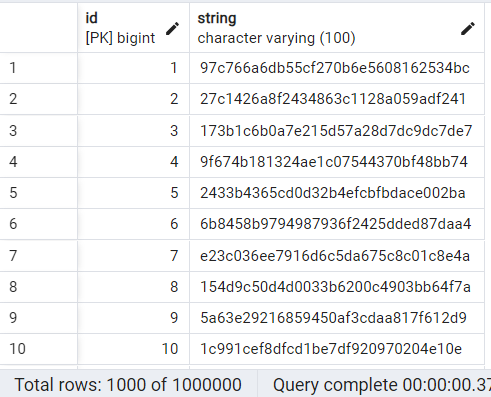 id string
[PK] bigint character varying (100)
1 1 97c766a6db55cf270b6e5608162534bc
2 2 27c1426a8f2434863c1128a059adf241
3 3 173b1c6b0a7e215d57a28d7dc9dc7de7
4 4 9f674b181324ae1c07544370bf48bb74
5 5 2433b4365cd0d32b4efcbfbdace002ba
6 6 6b8458b9794987936f2425dded87daa4
7 7 e23c036ee7916d6c5da675c8c01c8e4a
8 8 154d9c50d4d0033b6200c4903bb64f7a
9 9 5a63e29216859450af3cdaa817f612d9
10 10 1c991cef8dfcd1be7df920970204e10e
Total rows: 1000 of 1000000 Query complete 00:00:00.37